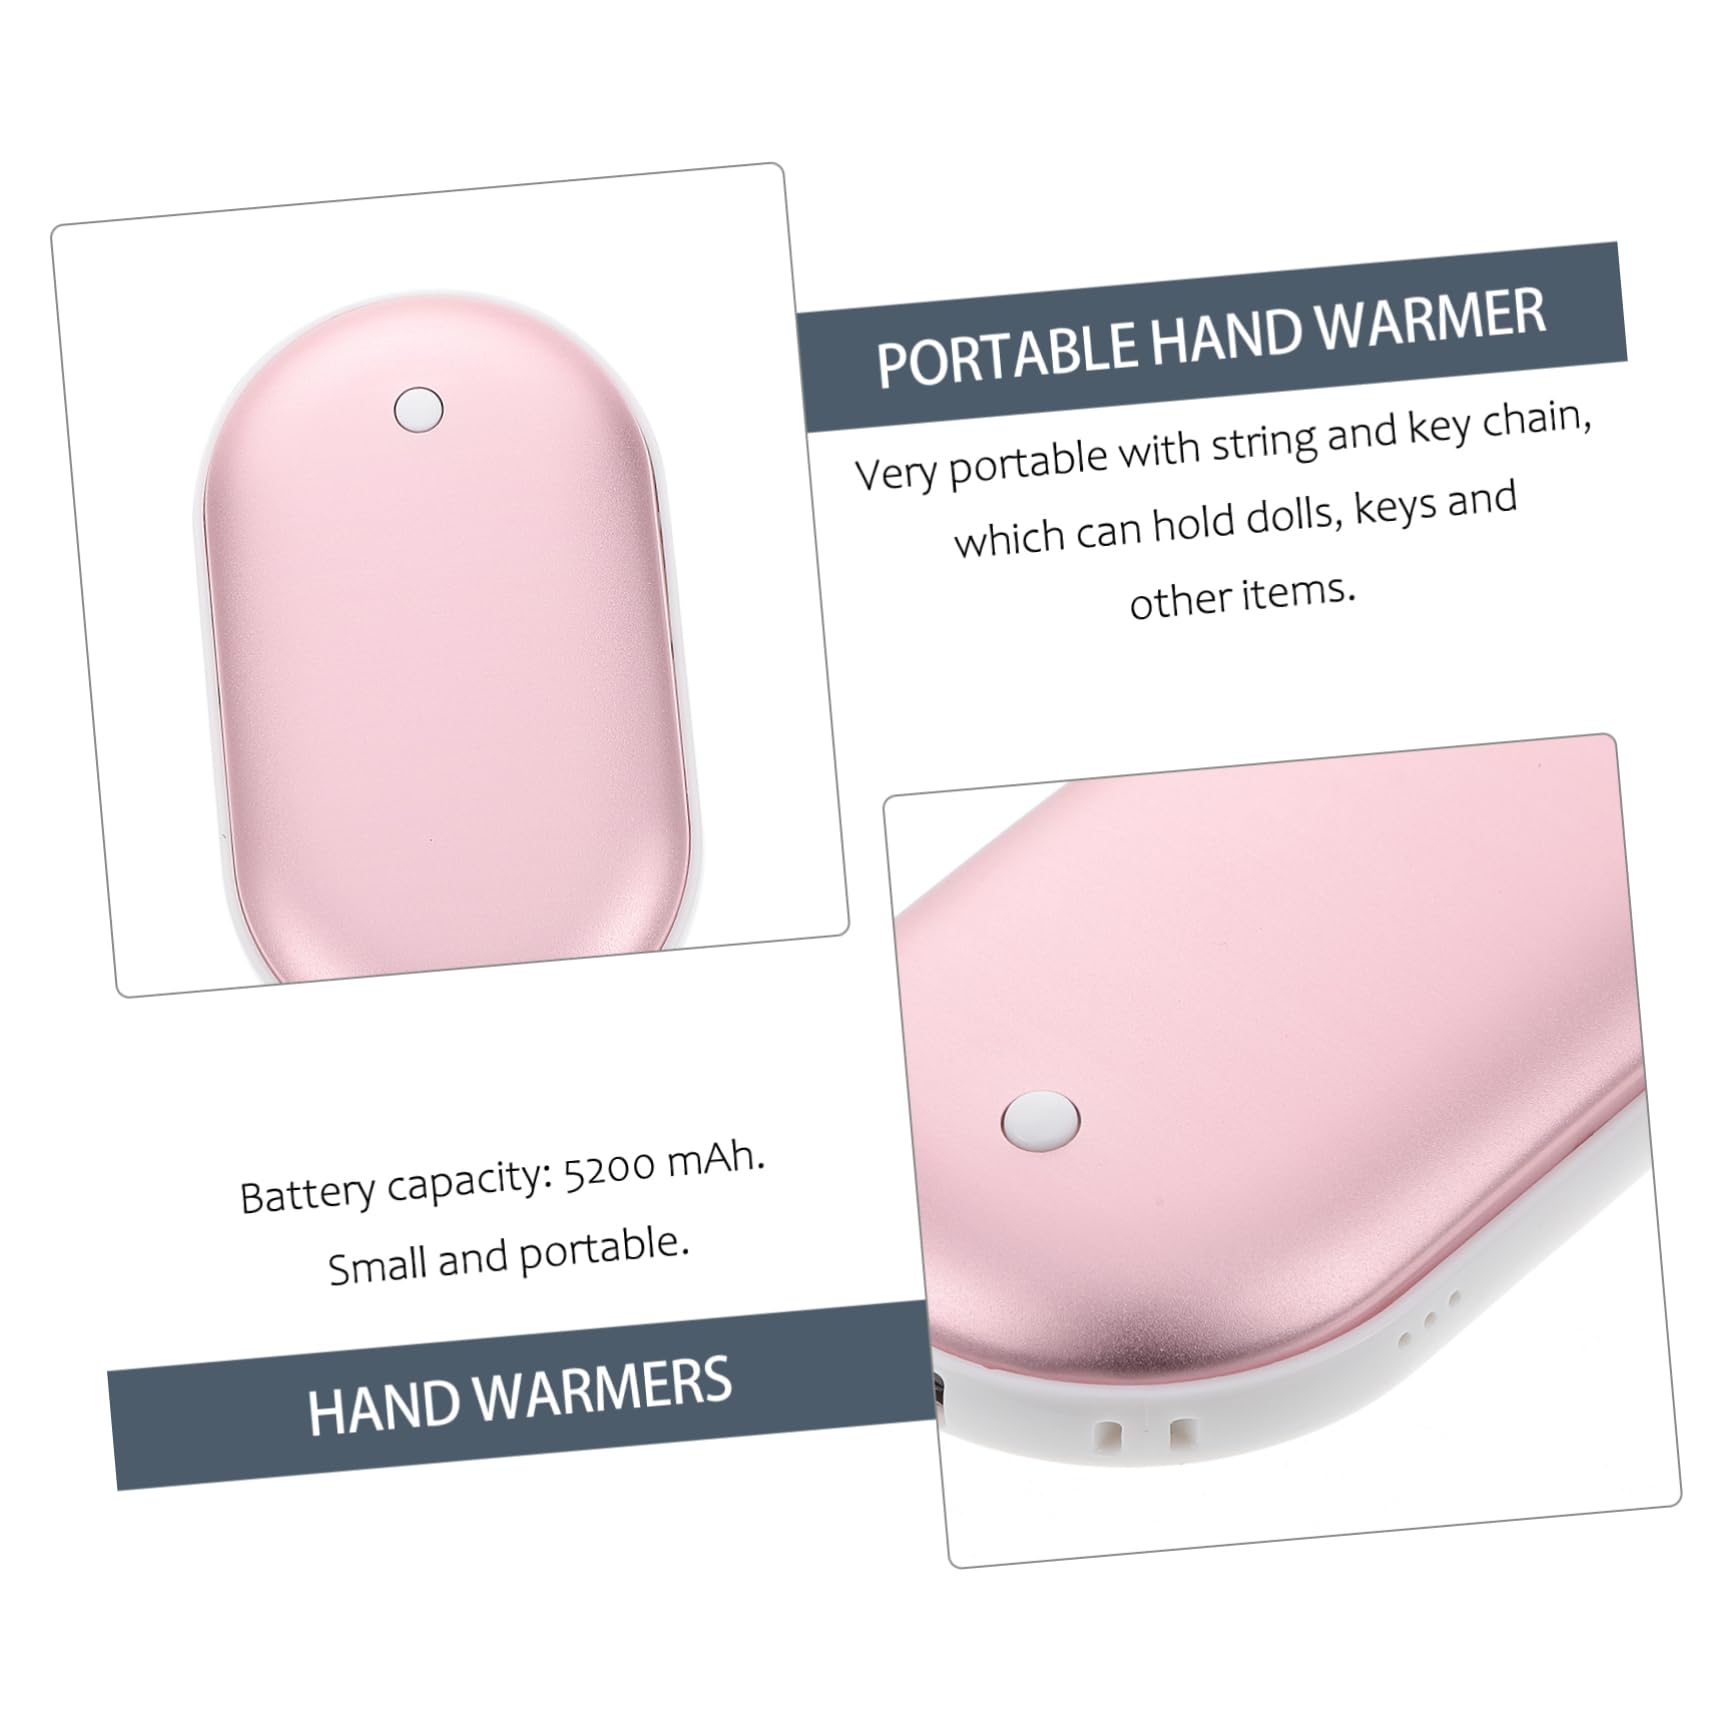 PORTABLE HAND WARMER
Very portable with string and key chain,
which can hold dolls, keys and
other items.
Battery capacity: 5200 mAh.
Small and portable.
HAND WARMERS